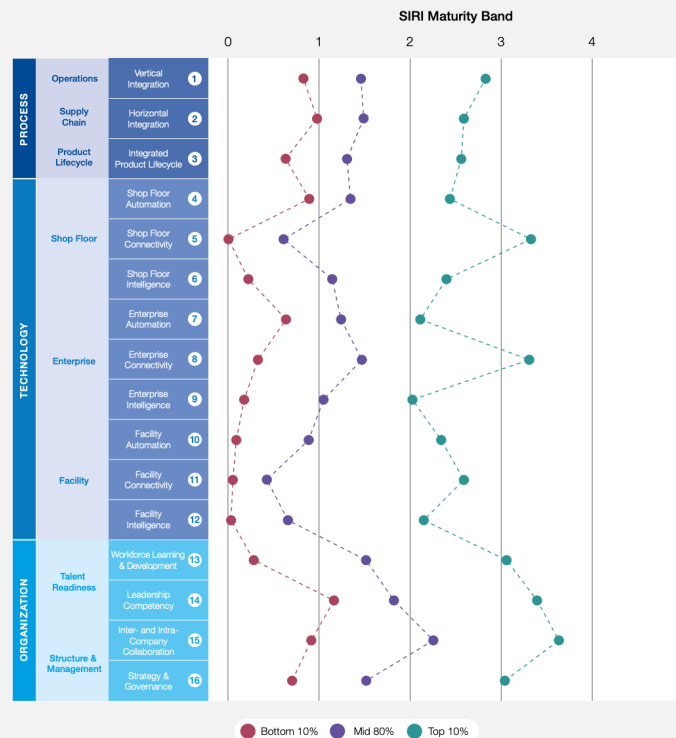 SIRI Maturity Band
0 1 2 3 4
PROCESS
Operations
Vertical
Integration
1
Supply
Chain
Horizontal
Integration
2
Product
Lifecycle
Integrated
Product Lifecycle
3
TECHNOLOGY
Shop Floor
Shop Floor
Automation
4
Shop Floor
Connectivity
5
Shop Floor
Intelligence
6
Enterprise
Enterprise
Automation
7
Enterprise
Connectivity
8
Enterprise
Intelligence
9
Facility
Facility
Automation
10
Facility
Connectivity
11
Facility
Intelligence
12
ORGANIZATION
Talent
Readiness
Workforce Learning
& Development
13
Leadership
Competency
14
Structure &
Management
Inter- and Intra-
Company
Collaboration
15
Strategy &
Governance
16
Bottom 10% Mid 80% Top 10%